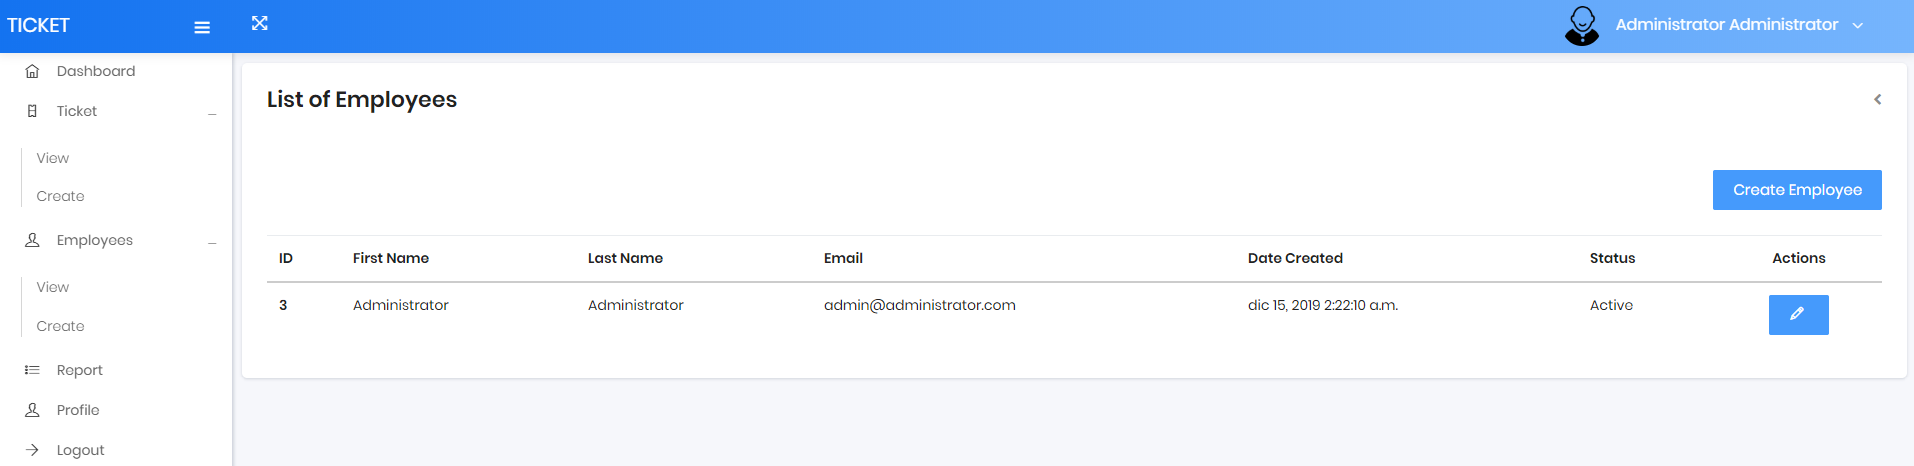 TICKET
Administrator Administrator
Dashboard
Ticket
View
Create
Employees
View
Create
Report
Profile
Logout
List of Employees
Create Employee
ID First Name Last Name Email Date Created Status Actions
3 Administrator Administrator admin@administrator.com dic 15, 2019 2:22:10 a.m. Active